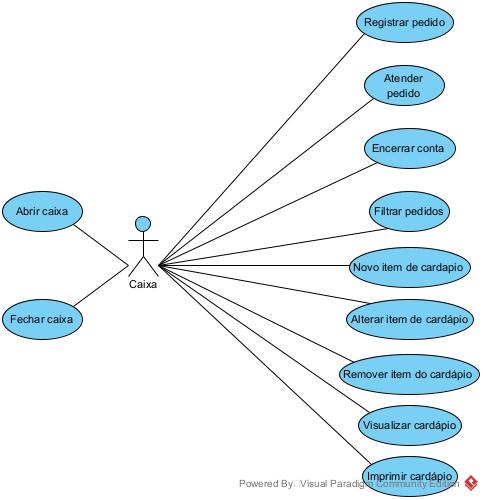 Registrar pedido
Atender
pedido
Encerrar conta
Abrir caixa
Filtrar pedidos
Caixa
Novo item de cardapio
Fechar caixa
Alterar item de cardápio
Remover item do cardápio
Visualizar cardápio
Imprimir cardápio
Powered By Visual Paradigm Community Edition